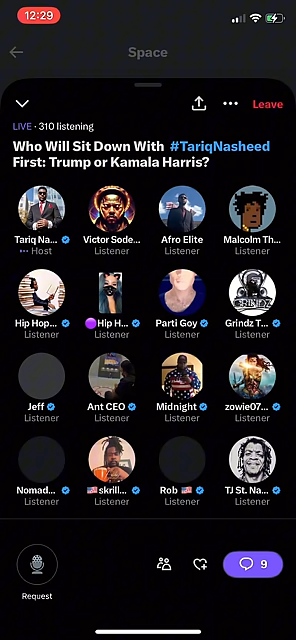 12:29
Space
Leave
LIVE · 310 listening
Who Will Sit Down With #TariqNasheed
First: Trump or Kamala Harris?
Tariq Na... Victor Sode... Afro Elite Malcolm Th...
Host Listener Listener Listener
Hip Hop... Hip H... Parti Goy Grindz T...
Listener Listener Listener Listener
Jeff Ant CEO Midnight zowie07...
Listener Listener Listener Listener
Nomad... skrill... Rob TJ St. Na...
Listener Listener Listener Listener
9
Request